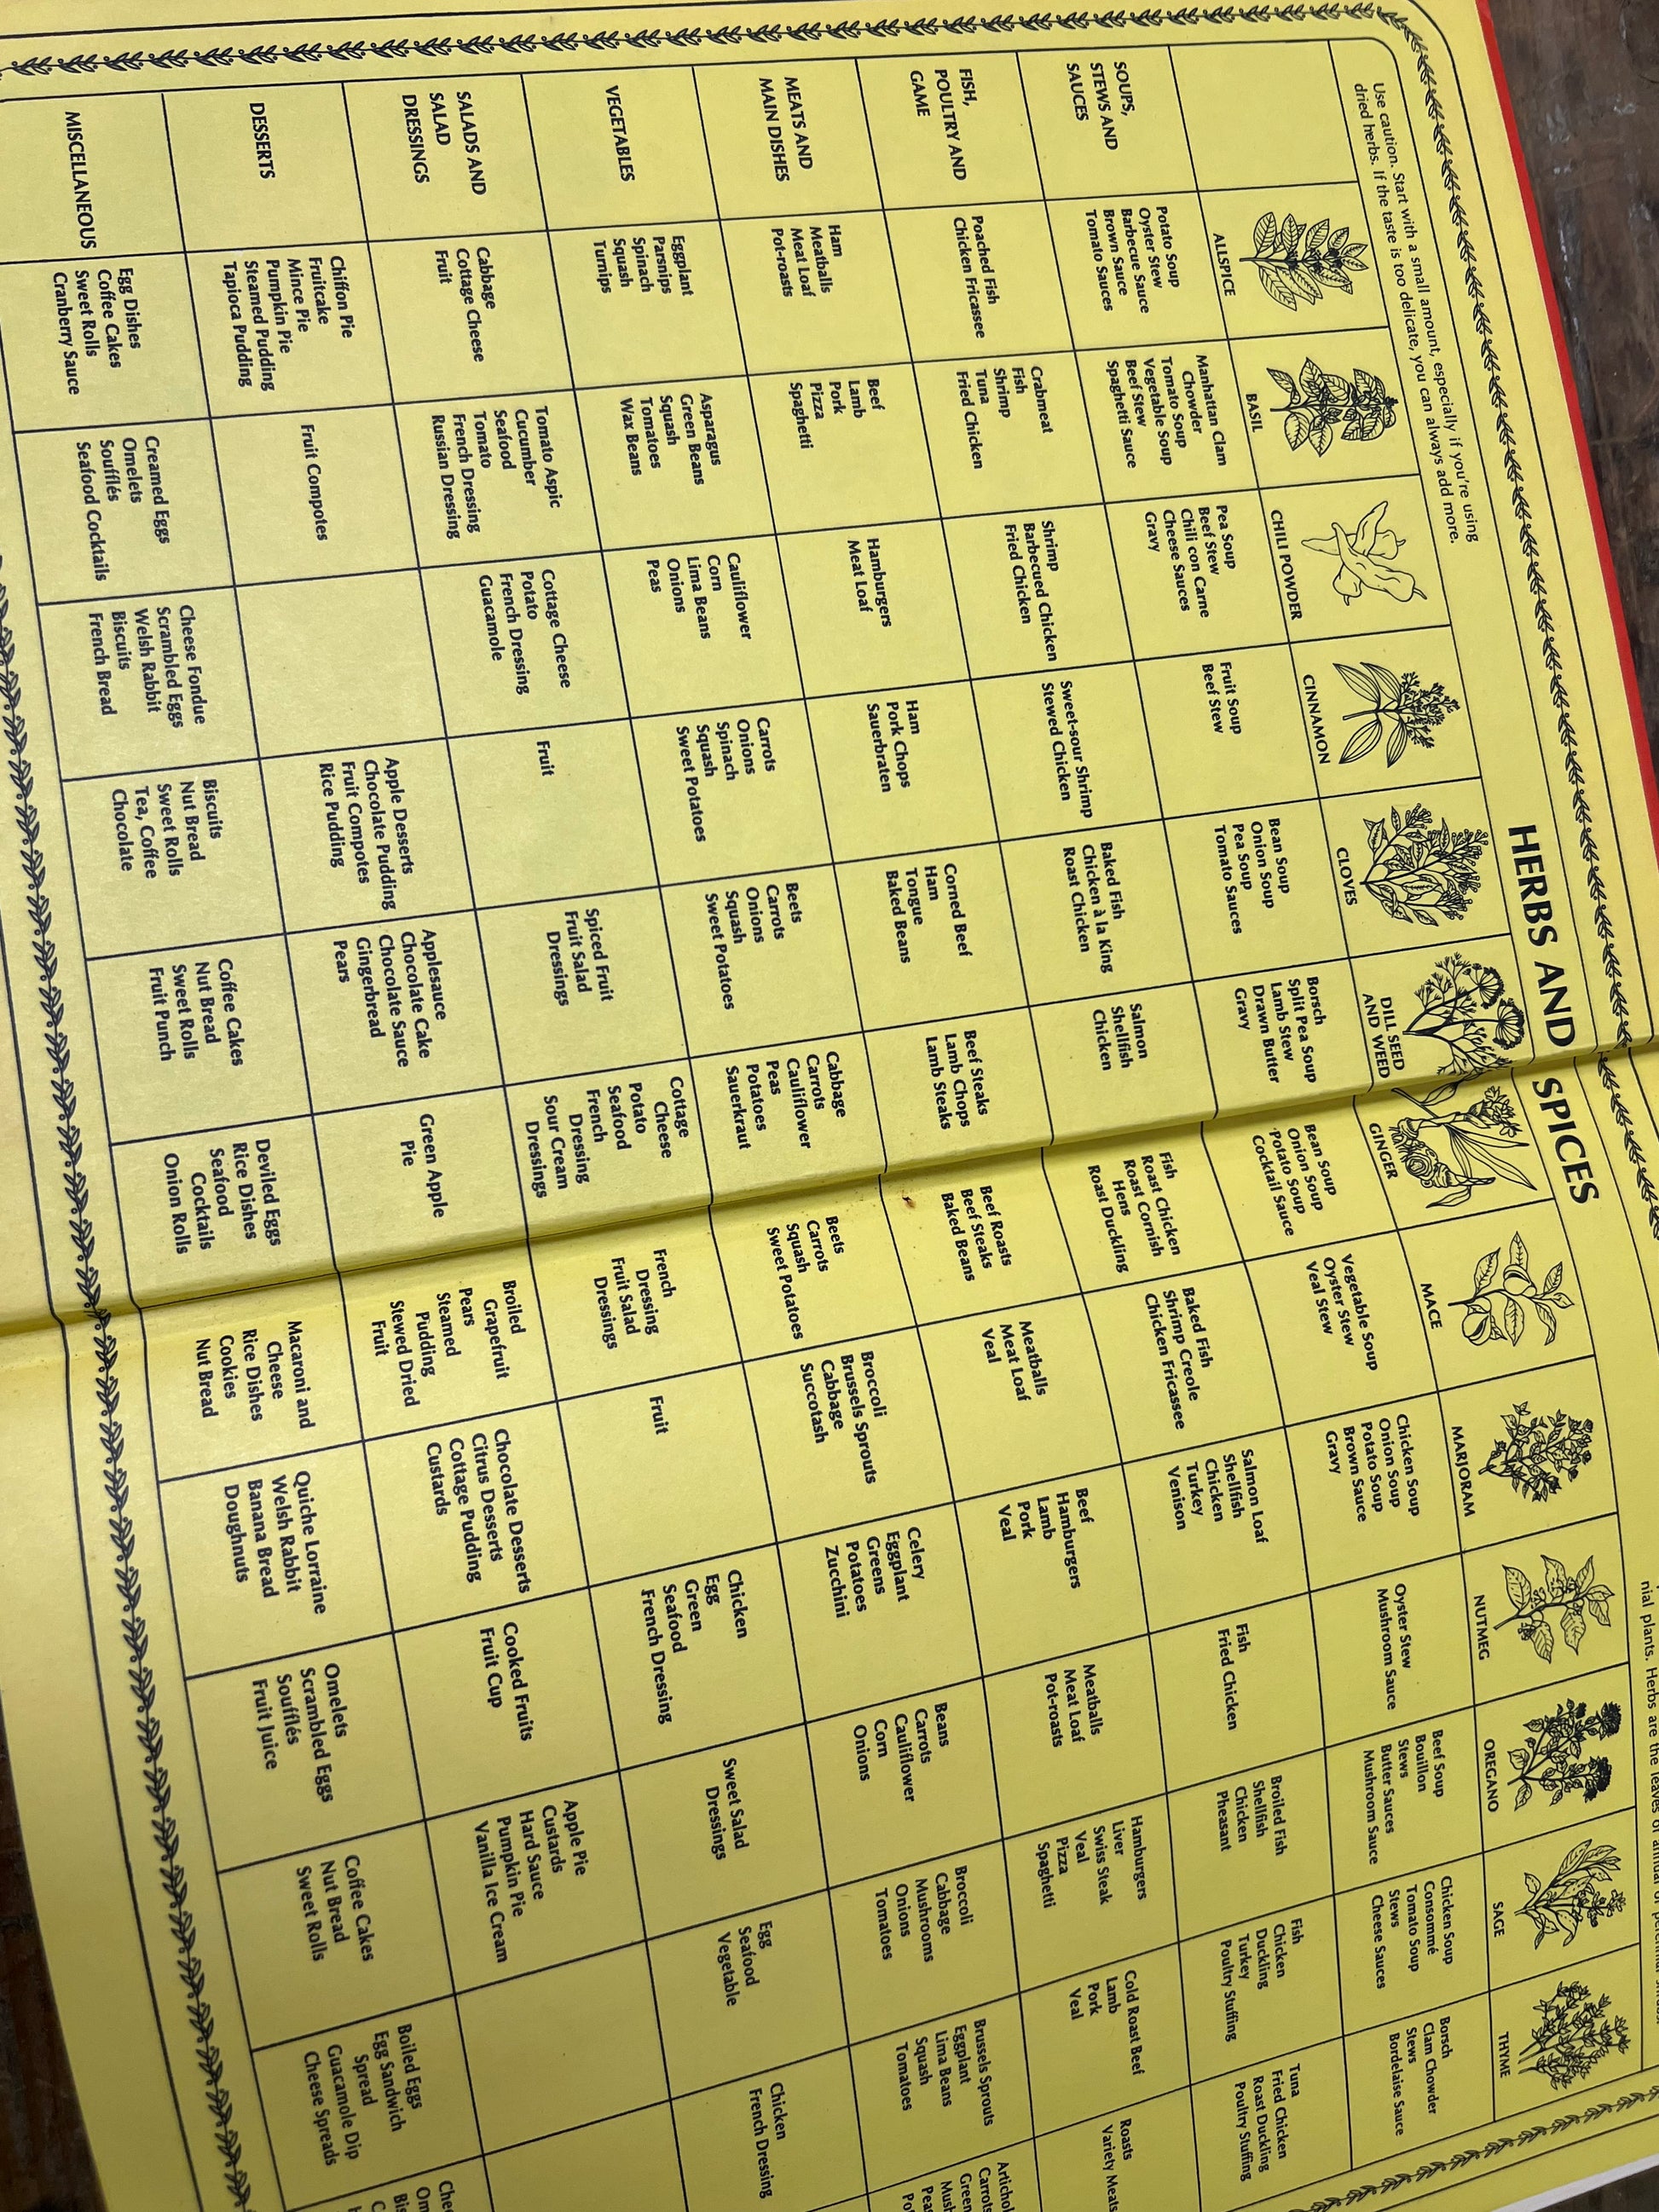 HERBS AND SPICES
nial plants. Herbs are the leaves of annual or perennial
Use caution. Start with a small amount, especially if you're using
dried herbs. If the taste is too delicate, you can always add more.
ALLSPICE
BASIL
CHILI POWDER
CINNAMON
CLOVES
DILL SEED
AND WEED
GINGER
MACE
MARJORAM
NUTMEG
OREGANO
SAGE
THYME
SOUPS,
STEWS AND
SAUCES
Potato Soup
Oyster Stew
Barbecue Sauce
Brown Sauce
Tomato Sauces
Manhattan Clam
Chowder
Tomato Soup
Vegetable Soup
Beef Stew
Spaghetti Sauce
Pea Soup
Beef Stew
Chili con Carne
Cheese Sauces
Gravy
Fruit Soup
Beef Stew
Bean Soup
Onion Soup
Pea Soup
Tomato Sauces
Borsch
Split Pea Soup
Lamb Stew
Drawn Butter
Gravy
Bean Soup
Onion Soup
Potato Soup
Cocktail Sauce
Vegetable Soup
Oyster Stew
Veal Stew
Chicken Soup
Onion Soup
Potato Soup
Brown Sauce
Gravy
Oyster Stew
Mushroom Sauce
Beef Soup
Bouillon
Stews
Butter Sauces
Mushroom Sauce
Chicken Soup
Consommé
Tomato Soup
Stews
Cheese Sauces
Borsch
Clam Chowder
Stews
Bordelaise Sauce
FISH,
POULTRY AND
GAME
Poached Fish
Chicken Fricassee
Crabmeat
Fish
Shrimp
Tuna
Fried Chicken
Shrimp
Barbecued Chicken
Fried Chicken
Sweet-sour Shrimp
Stewed Chicken
Baked Fish
Chicken à la King
Roast Chicken
Salmon
Shellfish
Chicken
Fish
Roast Chicken
Roast Cornish
Hens
Roast Duckling
Baked Fish
Shrimp Creole
Chicken Fricassee
Salmon Loaf
Shellfish
Chicken
Turkey
Venison
Fish
Fried Chicken
Broiled Fish
Shellfish
Chicken
Pheasant
Fish
Chicken
Duckling
Turkey
Poultry Stuffing
Tuna
Fried Chicken
Roast Duckling
Poultry Stuffing
MEATS AND
MAIN DISHES
Ham
Meatballs
Meat Loaf
Pot-roasts
Beef
Lamb
Pork
Pizza
Spaghetti
Hamburgers
Meat Loaf
Ham
Pork Chops
Sauerbraten
Corned Beef
Ham
Tongue
Baked Beans
Beef Steaks
Lamb Chops
Lamb Steaks
Beef Roasts
Beef Steaks
Baked Beans
Meatballs
Meat Loaf
Veal
Beef
Hamburgers
Lamb
Pork
Veal
Meatballs
Meat Loaf
Pot-roasts
Hamburgers
Liver
Swiss Steak
Veal
Pizza
Spaghetti
Cold Roast Beef
Lamb
Pork
Veal
Roasts
Variety Meats
VEGETABLES
Eggplant
Parsnips
Spinach
Squash
Turnips
Asparagus
Green Beans
Squash
Tomatoes
Wax Beans
Cauliflower
Corn
Lima Beans
Onions
Peas
Carrots
Onions
Spinach
Squash
Sweet Potatoes
Beets
Carrots
Onions
Squash
Sweet Potatoes
Cabbage
Carrots
Cauliflower
Peas
Potatoes
Sauerkraut
Beets
Carrots
Squash
Sweet Potatoes
Broccoli
Brussels Sprouts
Cabbage
Succotash
Celery
Eggplant
Greens
Potatoes
Zucchini
Beans
Carrots
Cauliflower
Corn
Onions
Broccoli
Cabbage
Mushrooms
Onions
Tomatoes
Brussels Sprouts
Eggplant
Lima Beans
Squash
Tomatoes
Carrots
Green
SALADS AND
SALAD
DRESSINGS
Cabbage
Cottage Cheese
Fruit
Tomato Aspic
Cucumber
Seafood
Tomato
French Dressing
Russian Dressing
Cottage Cheese
Potato
French Dressing
Guacamole
Fruit
Spiced Fruit
Fruit Salad
Dressings
Cottage
Cheese
Potato
Seafood
French
Dressing
Sour Cream
Dressings
French
Dressing
Fruit Salad
Dressings
Fruit
Chicken
Egg
Green
Seafood
French Dressing
Sweet Salad
Dressings
Egg
Seafood
Vegetable
Chicken
French Dressing
DESSERTS
Chiffon Pie
Fruitcake
Mince Pie
Pumpkin Pie
Steamed Pudding
Tapioca Pudding
Fruit Compotes
Apple Desserts
Chocolate Pudding
Fruit Compotes
Rice Pudding
Applesauce
Chocolate Cake
Chocolate Sauce
Gingerbread
Pears
Green Apple
Pie
Broiled
Grapefruit
Pears
Steamed
Pudding
Stewed Dried
Fruit
Chocolate Desserts
Citrus Desserts
Cottage Pudding
Custards
Cooked Fruits
Fruit Cup
Apple Pie
Custards
Hard Sauce
Pumpkin Pie
Vanilla Ice Cream
MISCELLANEOUS
Egg Dishes
Coffee Cakes
Sweet Rolls
Cranberry Sauce
Creamed Eggs
Omelets
Soufflés
Seafood Cocktails
Cheese Fondue
Scrambled Eggs
Welsh Rabbit
Biscuits
French Bread
Biscuits
Nut Bread
Sweet Rolls
Tea, Coffee
Chocolate
Coffee Cakes
Nut Bread
Sweet Rolls
Fruit Punch
Deviled Eggs
Rice Dishes
Seafood
Cocktails
Onion Rolls
Macaroni and
Cheese
Rice Dishes
Cookies
Nut Bread
Quiche Lorraine
Welsh Rabbit
Banana Bread
Doughnuts
Omelets
Scrambled Eggs
Soufflés
Fruit Juice
Coffee Cakes
Nut Bread
Sweet Rolls
Boiled Eggs
Egg Sandwich
Spread
Guacamole Dip
Cheese Spreads